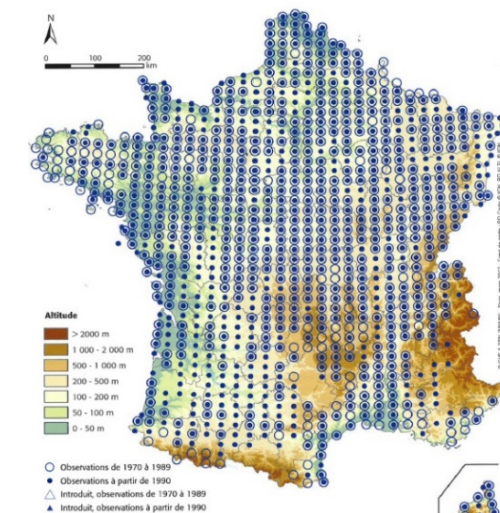 N
0 100 200
km
Altitude
> 2000 m
1 000 - 2 000 m
500 - 1 000 m
200 - 500 m
100 - 200 m
50 - 100 m
0 - 50 m
Observations de 1970 à 1989
Observations à partir de 1990
Introduit, observations de 1970 à 1989
Introduit, observations à partir de 1990